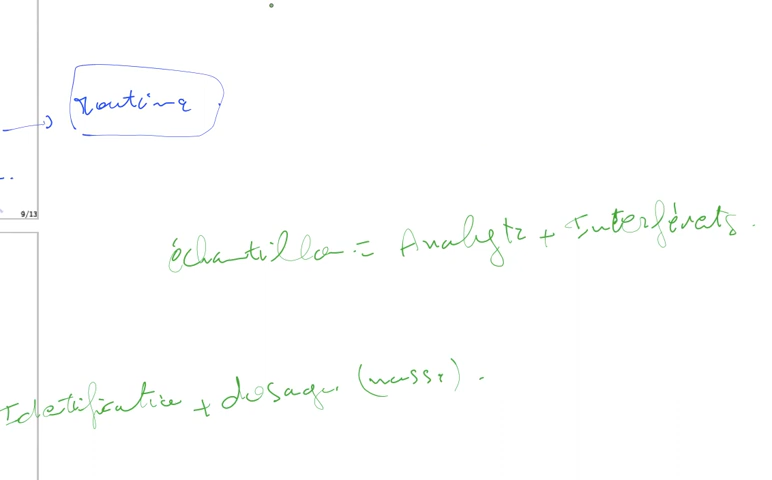 routine
9/13
échantillon = Analyte + Interférents.
Identification + dosage (masse).